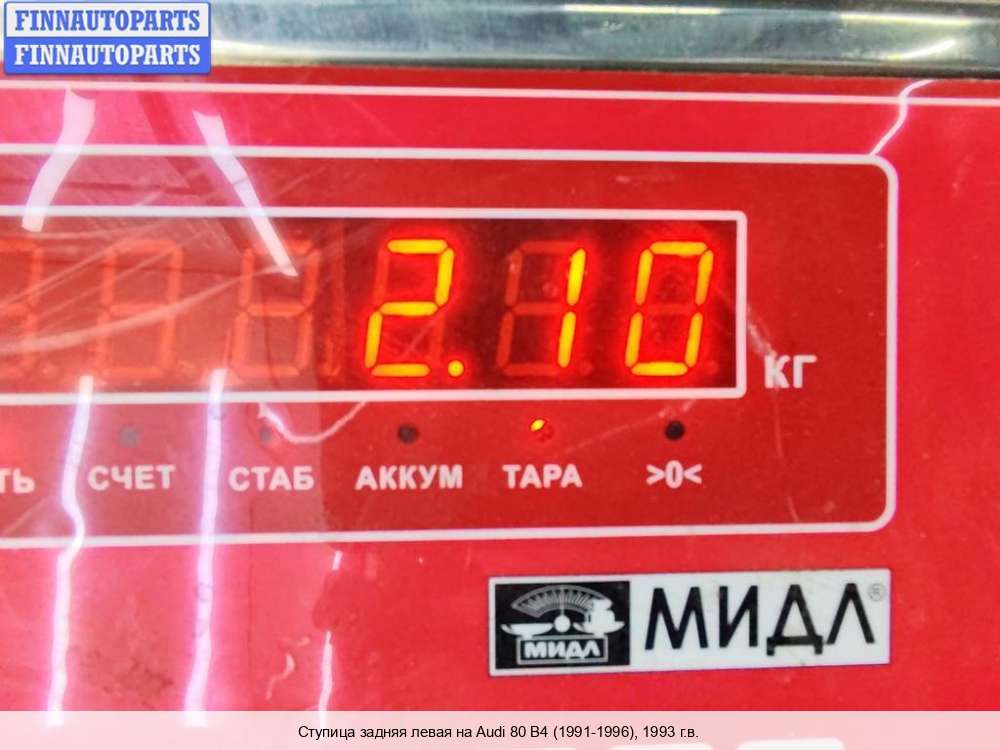 FINNAUTOPARTS
FINNAUTOPARTS
2.10
КГ
ТЬ СЧЕТ СТАБ АККУМ ТАРА >0<
МИДЛ МИДЛ®
Ступица задняя левая на Audi 80 B4 (1991-1996), 1993 г.в.